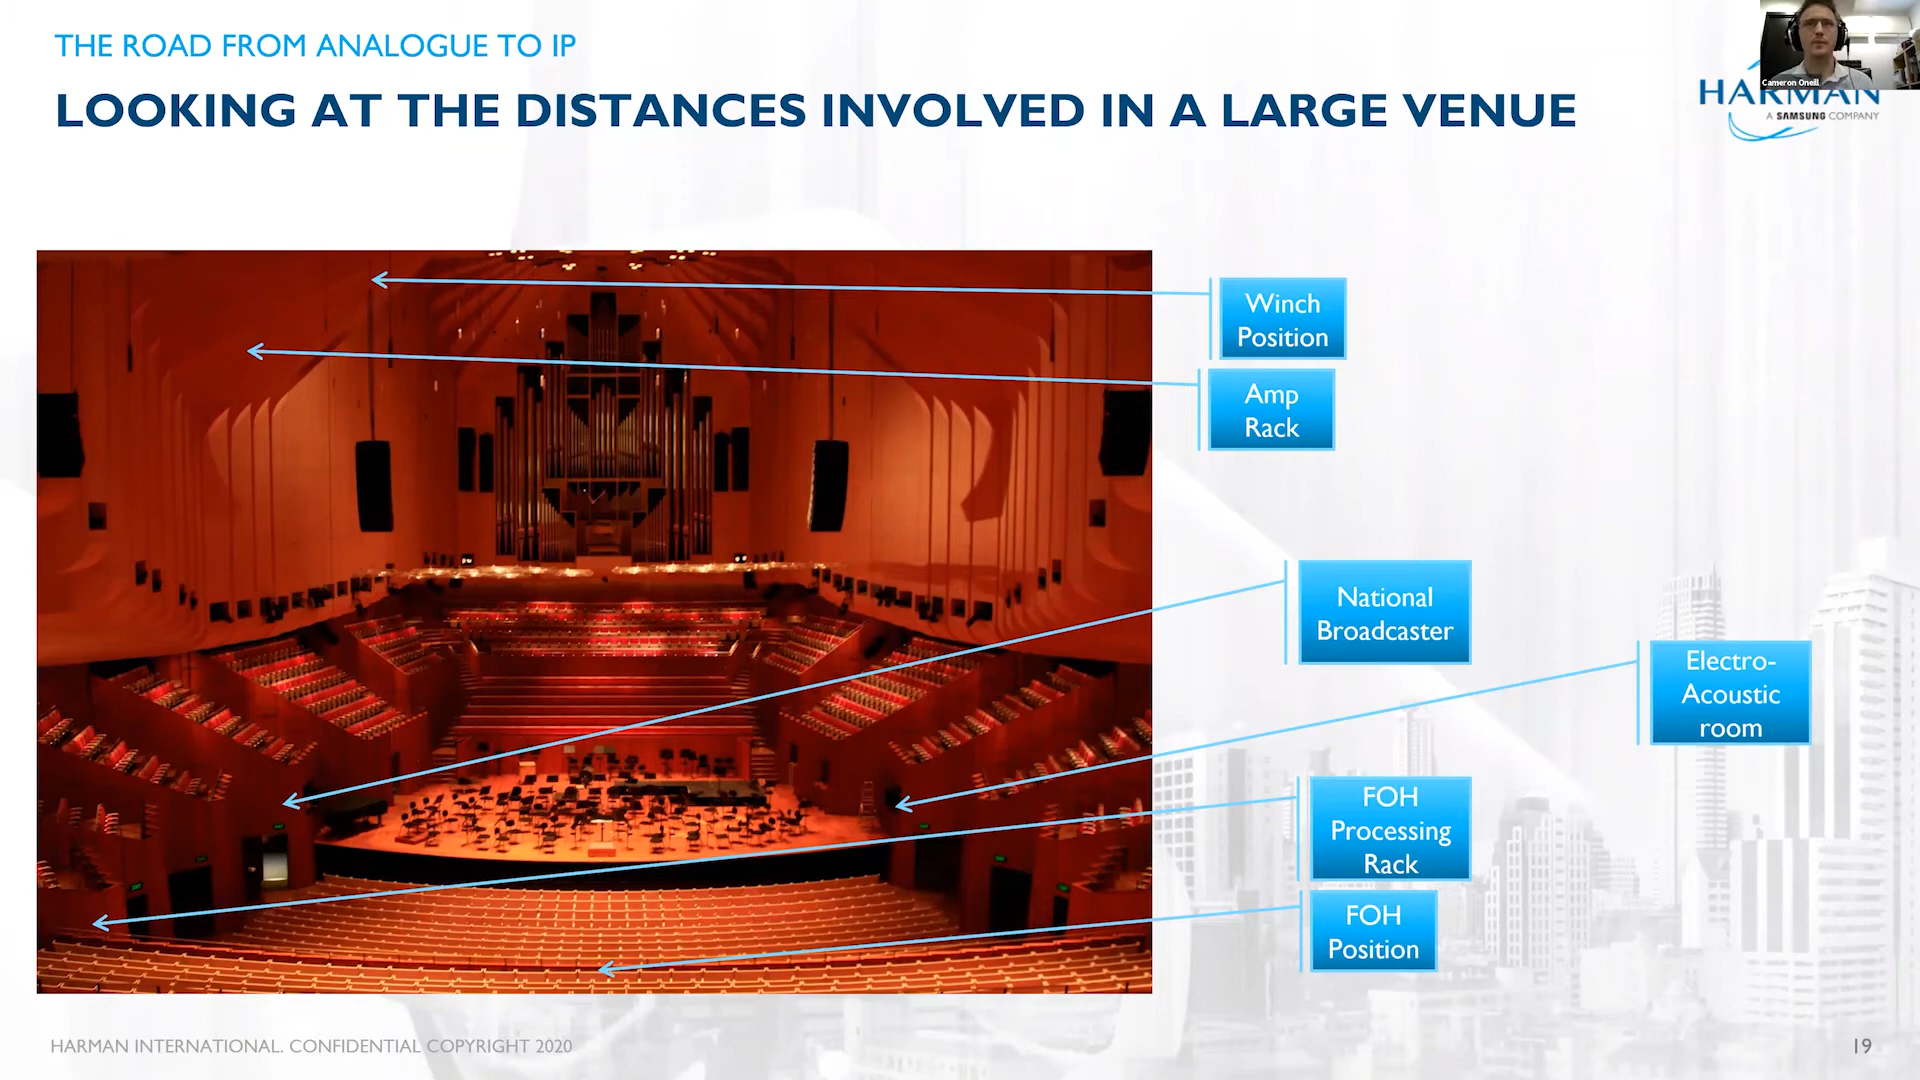 THE ROAD FROM ANALOGUE TO IP
LOOKING AT THE DISTANCES INVOLVED IN A LARGE VENUE
Cameron Oneill
HARMAN
A SAMSUNG COMPANY
Winch
Position
Amp
Rack
National
Broadcaster
Electro-
Acoustic
room
FOH
Processing
Rack
FOH
Position
HARMAN INTERNATIONAL. CONFIDENTIAL COPYRIGHT 2020
19